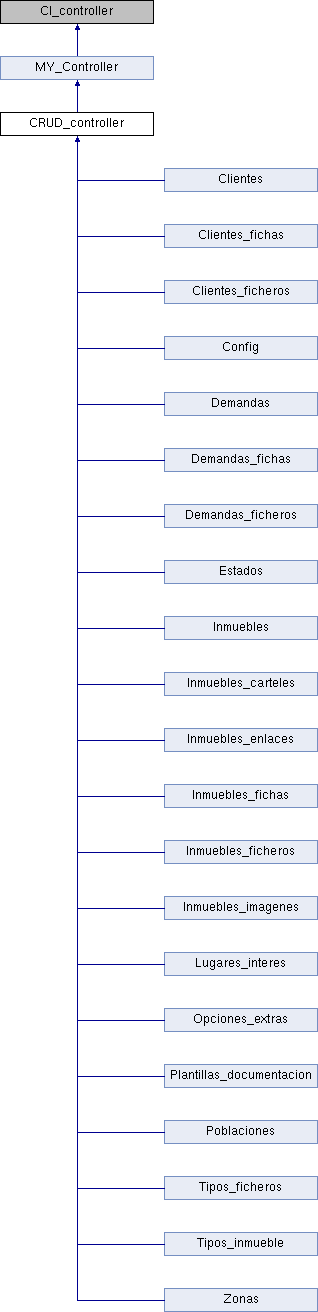 CI_controller
MY_Controller
CRUD_controller
Clientes
Clientes_fichas
Clientes_ficheros
Config
Demandas
Demandas_fichas
Demandas_ficheros
Estados
Inmuebles
Inmuebles_carteles
Inmuebles_enlaces
Inmuebles_fichas
Inmuebles_ficheros
Inmuebles_imagenes
Lugares_interes
Opciones_extras
Plantillas_documentacion
Poblaciones
Tipos_ficheros
Tipos_inmueble
Zonas